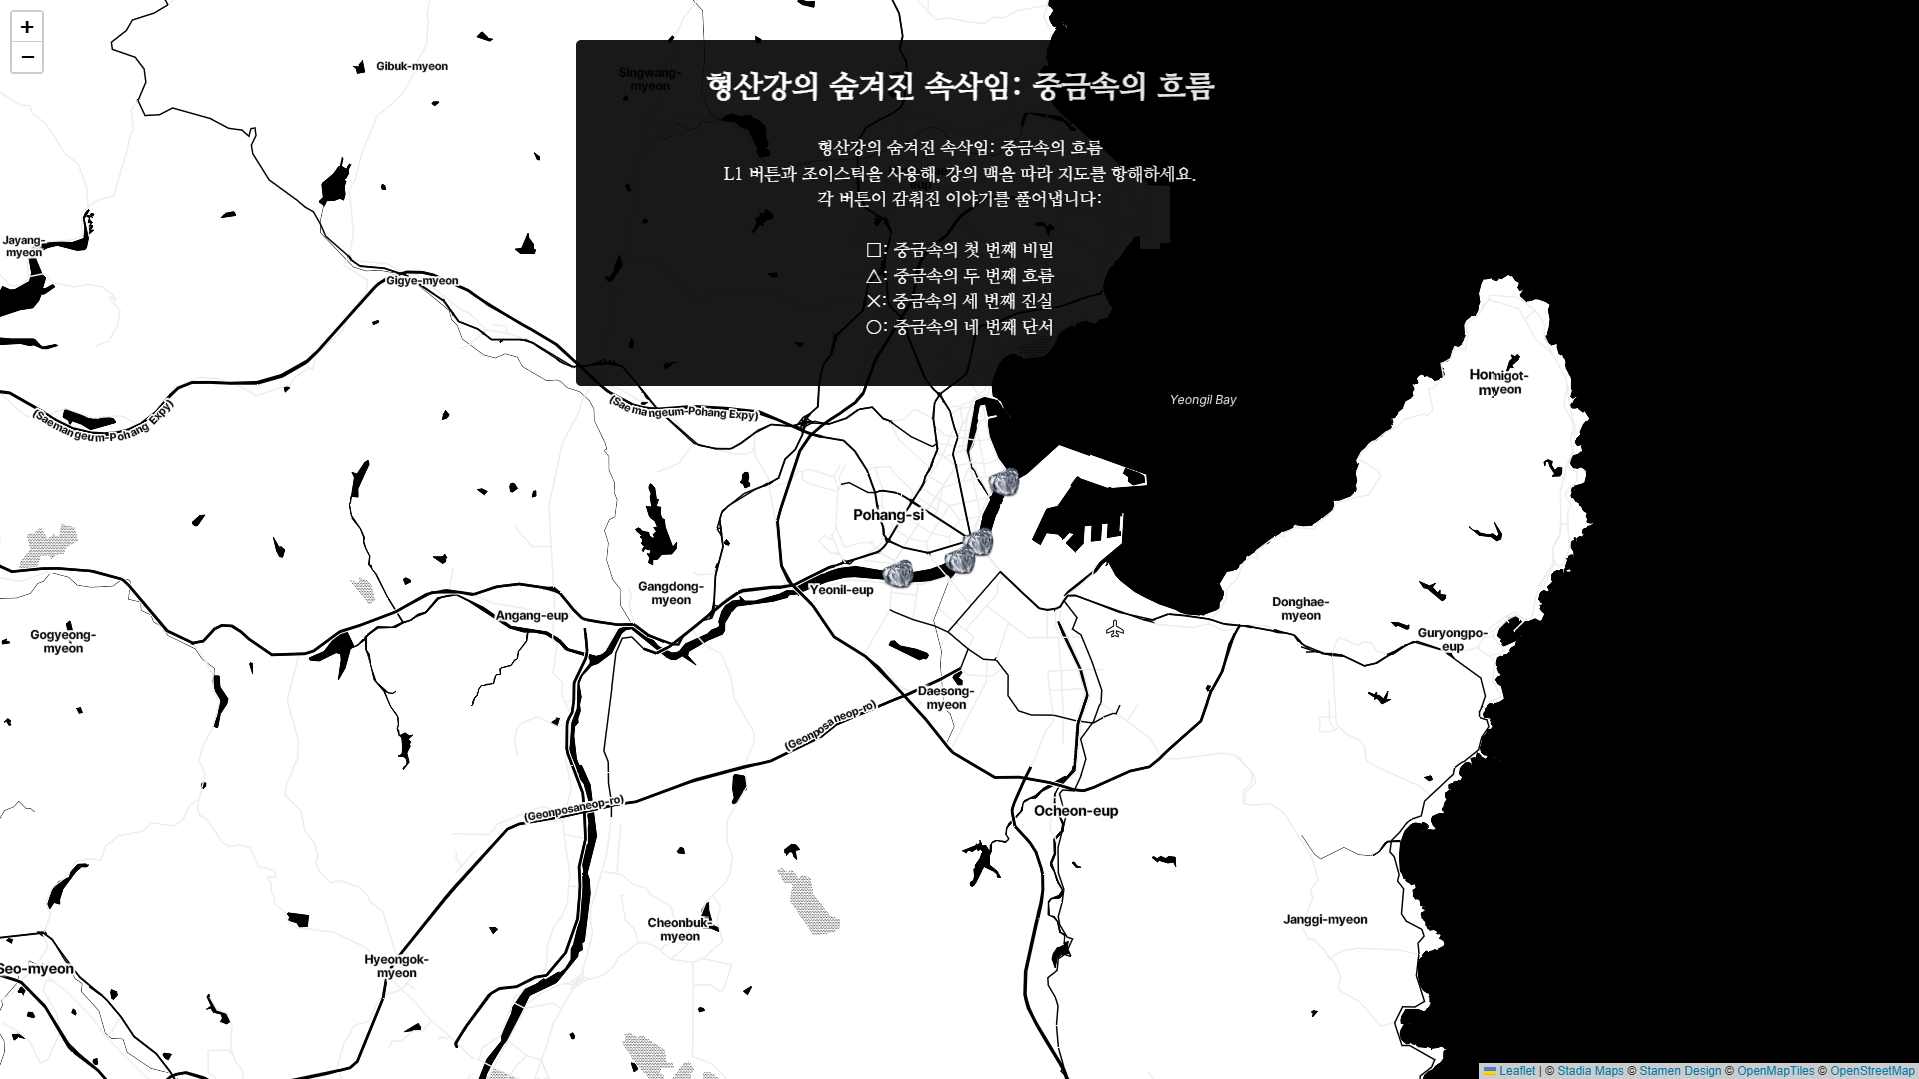 +
−
형산강의 숨겨진 속삭임: 중금속의 흐름
형산강의 숨겨진 속삭임: 중금속의 흐름
L1 버튼과 조이스틱을 사용해, 강의 맥을 따라 지도를 항해하세요.
각 버튼이 감춰진 이야기를 풀어냅니다:
□: 중금속의 첫 번째 비밀
△: 중금속의 두 번째 흐름
×: 중금속의 세 번째 진실
○: 중금속의 네 번째 단서
Gibuk-myeon
Singwang-
myeon
Jayang-
myeon
Gigye-myeon
(Saemangeum-Pohang Expy)
(Saemangeum-Pohang Expy)
Yeongil Bay
Homigot-
myeon
Pohang-si
Gangdong-
myeon
Yeonil-eup
Angang-eup
Gogyeong-
myeon
Donghae-
myeon
Guryongpo-
eup
Daesong-
myeon
(Geonposaneop-ro)
(Geonposaneop-ro)
Ocheon-eup
Cheonbuk-
myeon
Janggi-myeon
Hyeongok-
myeon
Seo-myeon
Leaflet | © Stadia Maps © Stamen Design © OpenMapTiles © OpenStreetMap